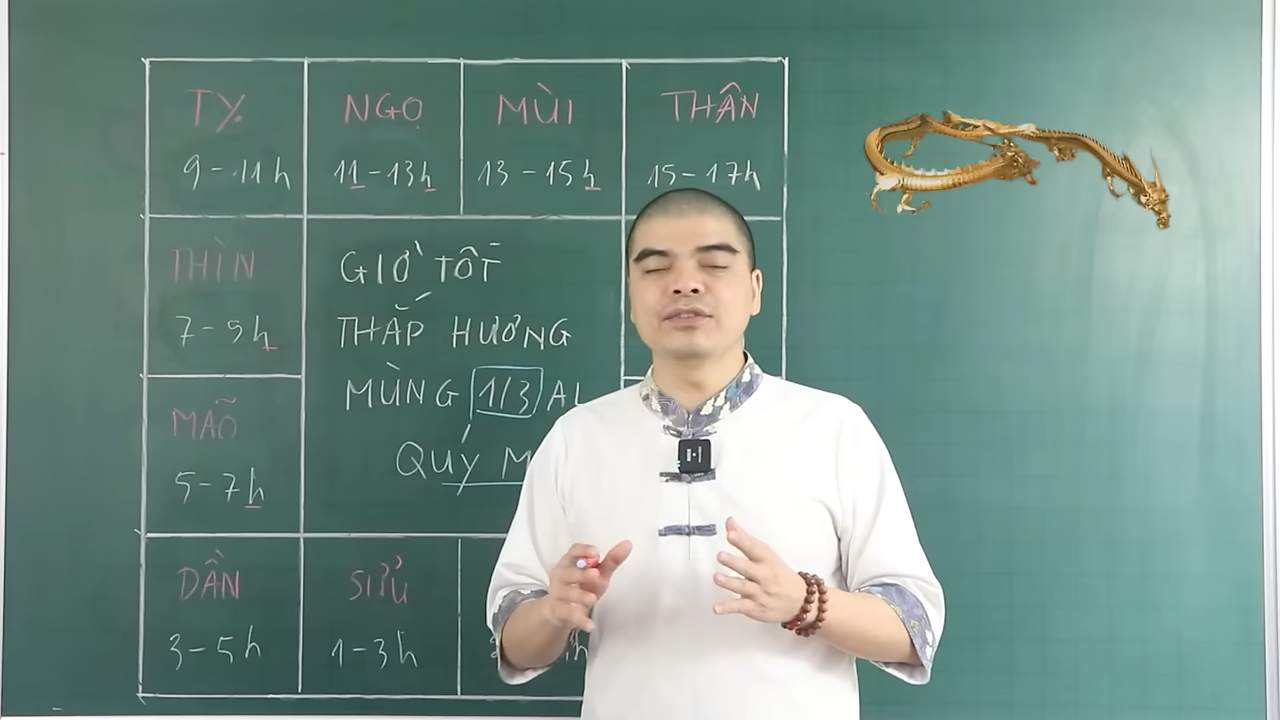 TỴ
9-11h
NGỌ
11-13h
MÙI
13-15h
THÂN
15-17h
THÌN
7-9h
GIỜ TỐT
THẮP HƯƠNG
MÙNG 1/3 AL
QUÝ M
MÃO
5-7h
DẦN
3-5h
SỬU
1-3h